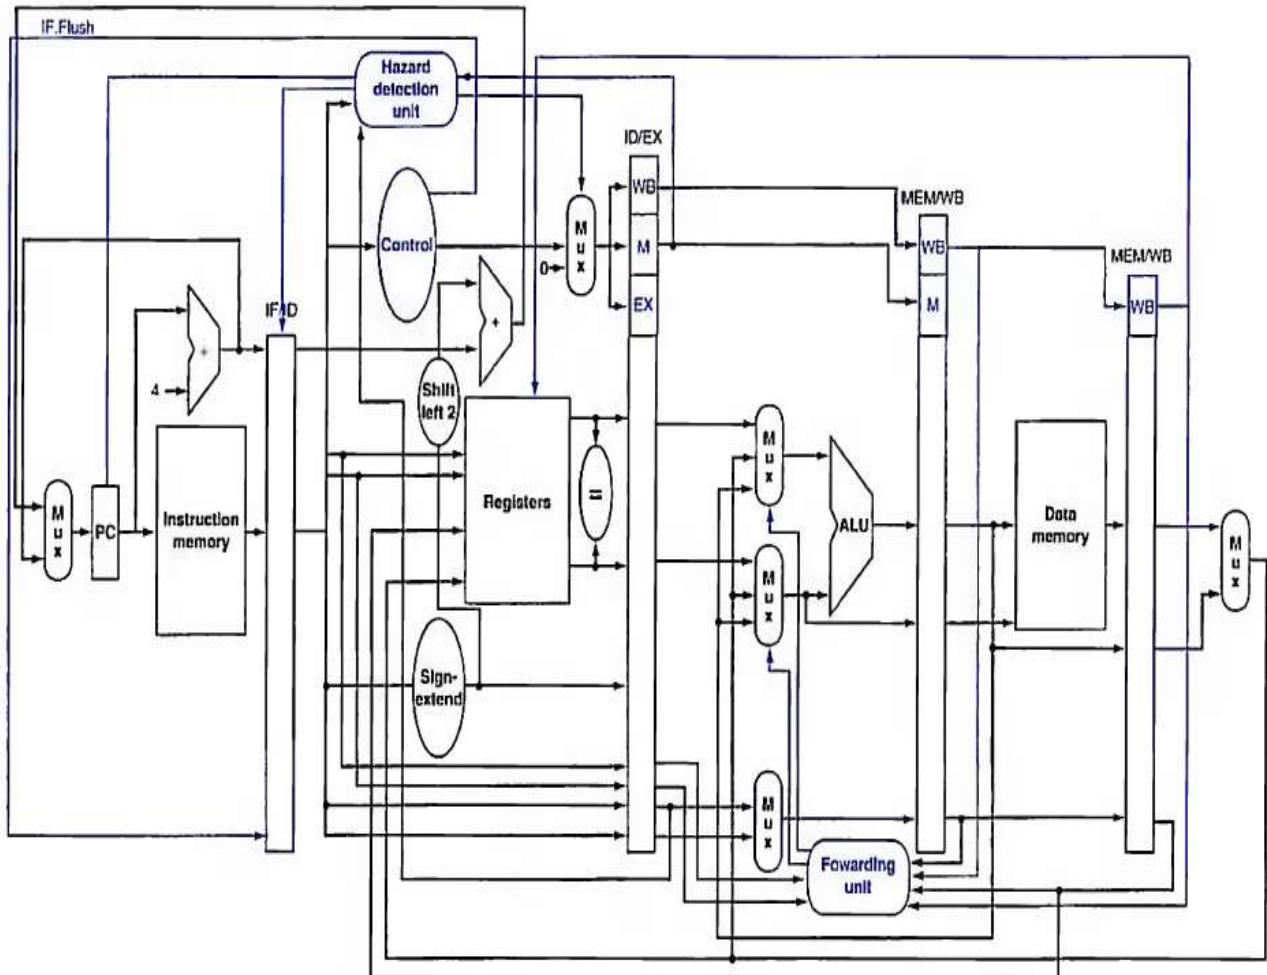 IF.Flush
Hazard
detection
unit
ID/EX
WB
MEM/WB
M
u
x
Control
M
WB
MEM/WB
0
EX
M
WB
IF/ID
+
+
4
Shift
left 2
M
u
x
M
u
x
PC
Instruction
memory
Registers
=
ALU
Data
memory
M
u
x
M
u
x
Sign-
extend
M
u
x
Fowarding
unit